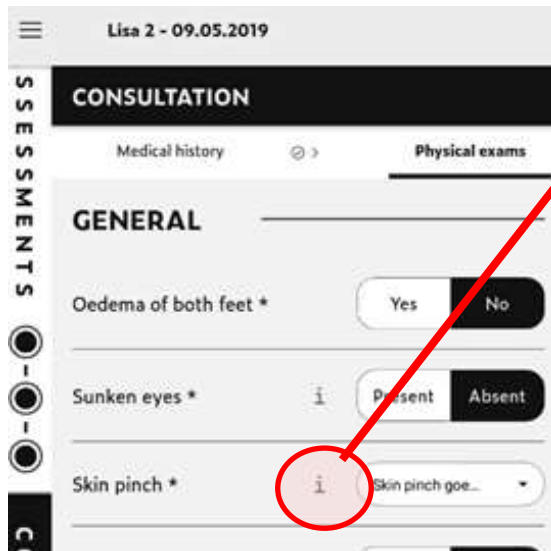 Lisa 2 - 09.05.2019
SSESSMENTS
CONSULTATION
Medical history
Physical exams
GENERAL
Oedema of both feet *
Yes No
Sunken eyes * i Present Absent
Skin pinch * i Skin pinch goe...